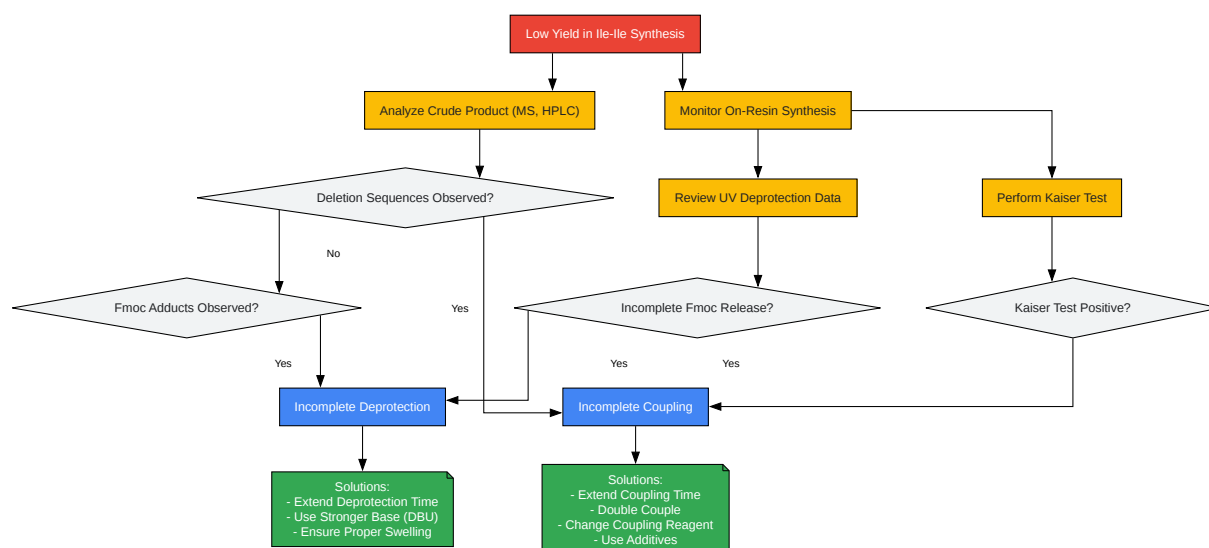 Low Yield in Ile-Ile Synthesis
Analyze Crude Product (MS, HPLC)
Monitor On-Resin Synthesis
Deletion Sequences Observed?
Review UV Deprotection Data
Perform Kaiser Test
No
Fmoc Adducts Observed?
Yes
Incomplete Fmoc Release?
Kaiser Test Positive?
Yes
Yes
Yes
Incomplete Deprotection
Incomplete Coupling
Solutions:
- Extend Deprotection Time
- Use Stronger Base (DBU)
- Ensure Proper Swelling
Solutions:
- Extend Coupling Time
- Double Couple
- Change Coupling Reagent
- Use Additives